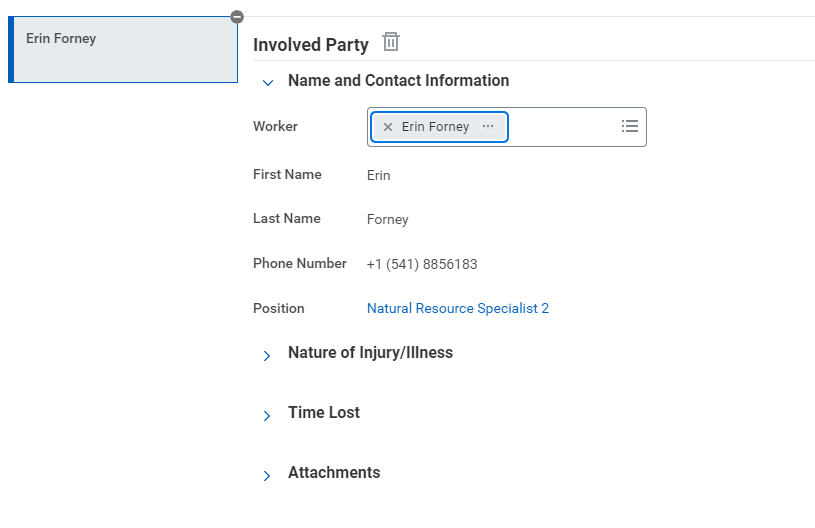 Erin Forney
Involved Party
Name and Contact Information
Worker
Erin Forney
First Name Erin
Last Name Forney
Phone Number +1 (541) 8856183
Position Natural Resource Specialist 2
Nature of Injury/Illness
Time Lost
Attachments